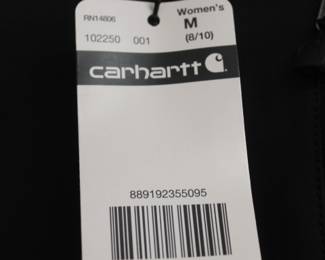 RN14806
Women's
102250 001
M
(8/10)
carhartt
889192355095